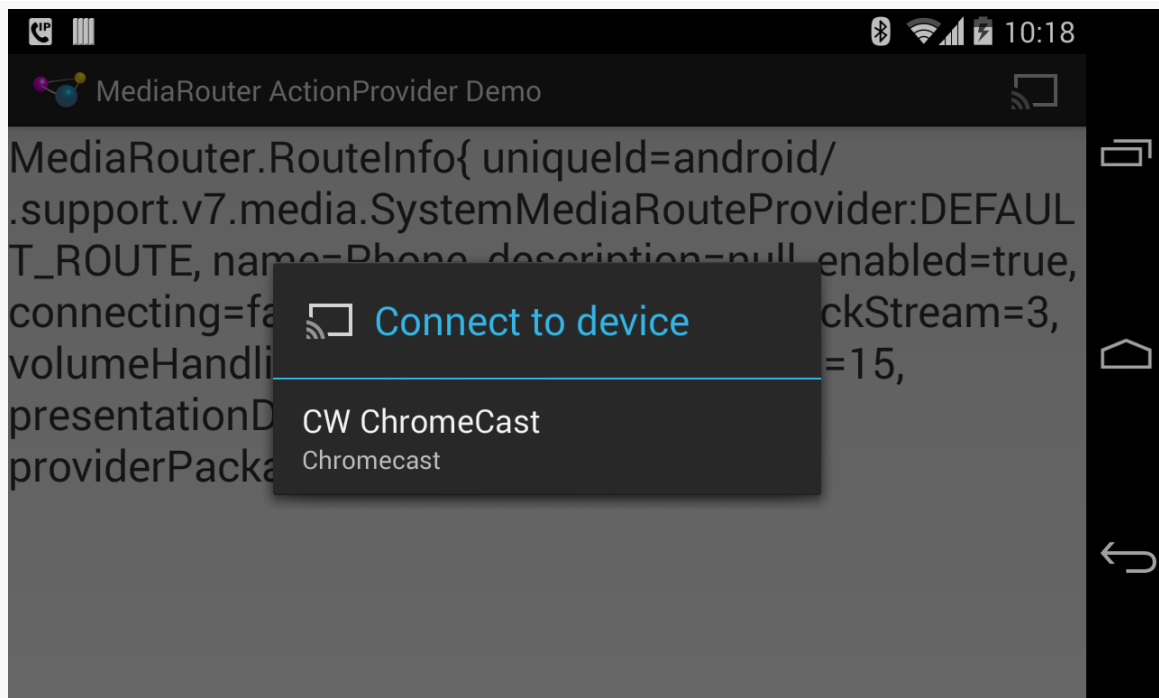 IP
10:18
MediaRouter ActionProvider Demo
MediaRouter.RouteInfo{ uniqueId=android/
.support.v7.media.SystemMediaRouteProvider:DEFAUL
T_ROUTE, name=Phone, description=null, enabled=true,
connecting=fa ckStream=3,
volumeHandli =15,
presentationD
providerPacka
Connect to device
CW ChromeCast
Chromecast